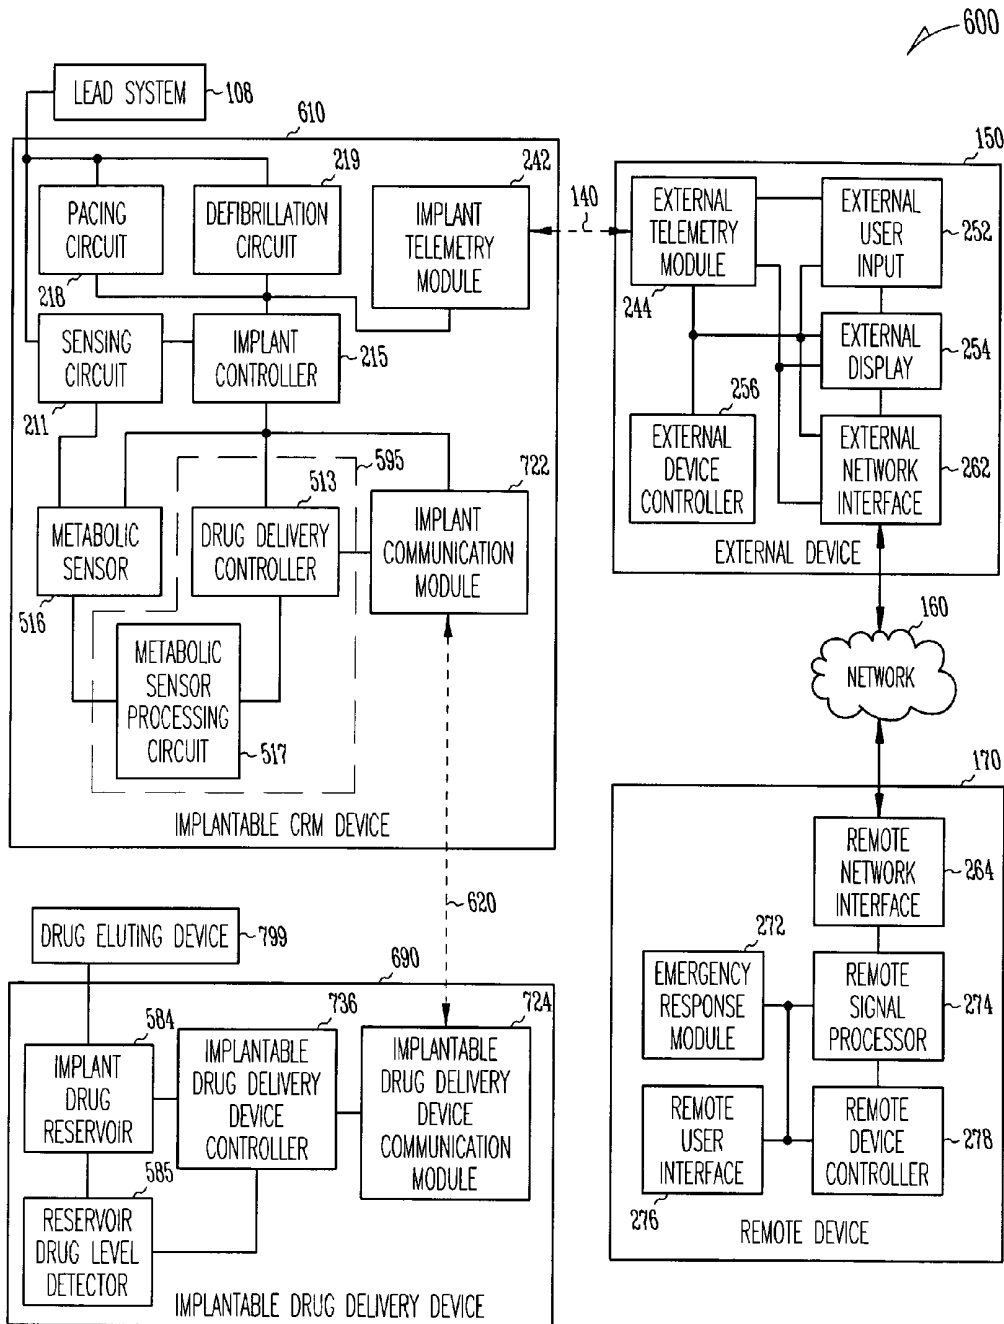 600
LEAD SYSTEM
108
610
PACING
CIRCUIT
218
219
DEFIBRILLATION
CIRCUIT
242
IMPLANT
TELEMETRY
MODULE
SENSING
CIRCUIT
211
IMPLANT
CONTROLLER
215
595
METABOLIC
SENSOR
516
513
DRUG DELIVERY
CONTROLLER
722
IMPLANT
COMMUNICATION
MODULE
METABOLIC
SENSOR
PROCESSING
CIRCUIT
517
IMPLANTABLE CRM DEVICE
140
150
EXTERNAL
TELEMETRY
MODULE
244
EXTERNAL
USER
INPUT
252
EXTERNAL
DISPLAY
254
256
EXTERNAL
DEVICE
CONTROLLER
EXTERNAL
NETWORK
INTERFACE
262
EXTERNAL DEVICE
160
NETWORK
620
DRUG ELUTING DEVICE
799
690
584
IMPLANT
DRUG
RESERVOIR
736
IMPLANTABLE
DRUG DELIVERY
DEVICE
CONTROLLER
724
IMPLANTABLE
DRUG DELIVERY
DEVICE
COMMUNICATION
MODULE
585
RESERVOIR
DRUG LEVEL
DETECTOR
IMPLANTABLE DRUG DELIVERY DEVICE
170
REMOTE
NETWORK
INTERFACE
264
272
EMERGENCY
RESPONSE
MODULE
REMOTE
SIGNAL
PROCESSOR
274
REMOTE
USER
INTERFACE
276
REMOTE
DEVICE
CONTROLLER
278
REMOTE DEVICE